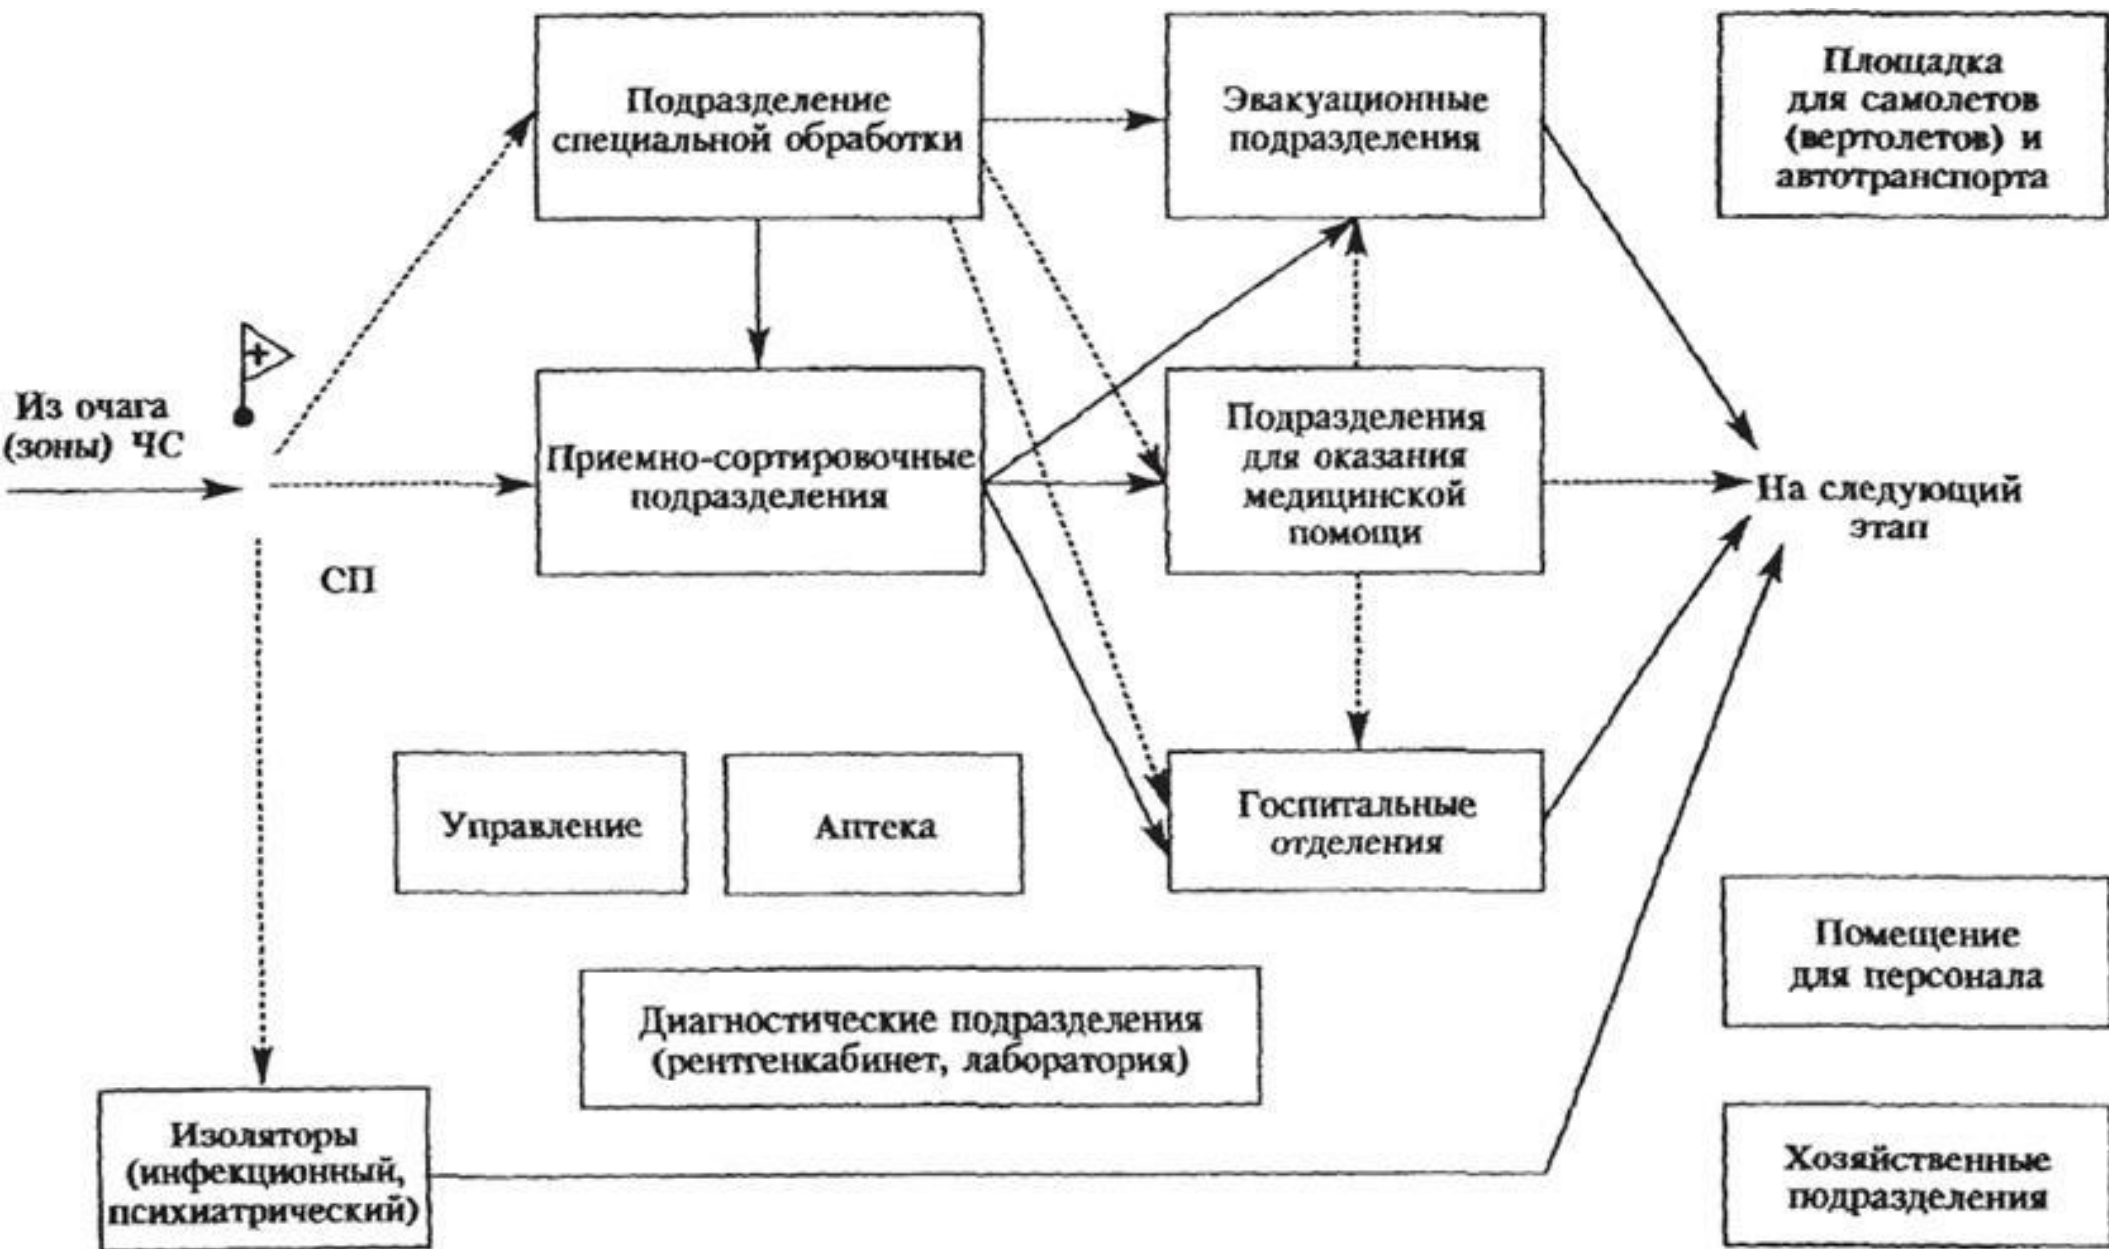 Подразделение
специальной обработки
Эвакуационные
подразделения
Площадка
для самолетов
(вертолетов) и
автотранспорта
Из очага
(зоны) ЧС
СП
Приемно-сортировочные
подразделения
Подразделения
для оказания
медицинской
помощи
На следующий
этап
Управление
Аптека
Госпитальные
отделения
Помещение
для персонала
Диагностические подразделения
(рентгенкабинет, лаборатория)
Изоляторы
(инфекционный,
психиатрический)
Хозяйственные
подразделения